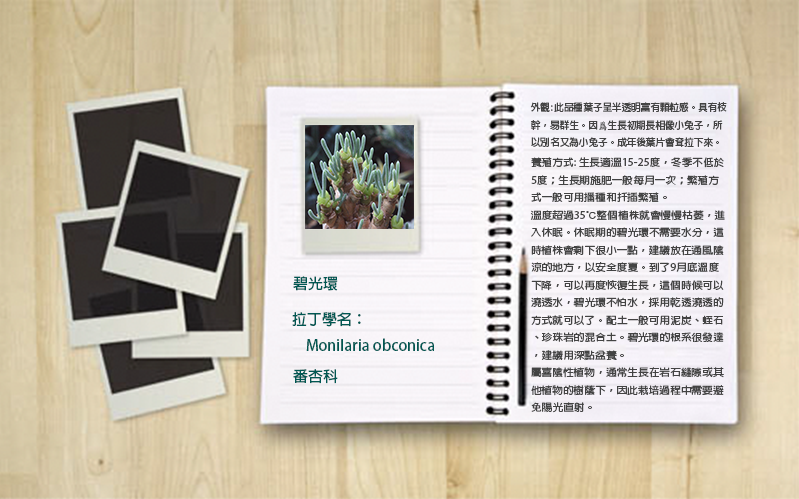 碧光環
拉丁學名：
Monilaria obconica
番杏科
外觀：此品種葉子呈半透明富有顆粒感。具有枝
幹，易群生。因為生長初期長相像小兔子，所
以別名又為小兔子。成年後葉片會耷拉下來。
養殖方式：生長適溫15-25度，冬季不低於
5度；生長期施肥一般每月一次；繁殖方
式一般可用播種和扦插繁殖。
溫度超過35℃整個植株就會慢慢枯萎，進
入休眠。休眠期的碧光環不需要水分，這
時植株會剩下很小一點，建議放在通風陰
涼的地方，以安全度夏。到了9月底溫度
下降，可以再度恢復生長，這個時候可以
澆透水，碧光環不怕水，採用乾透澆透的
方式就可以了。配土一般可用泥炭、蛭石
、珍珠岩的混合土。碧光環的根系很發達
，建議用深點盆養。
屬富陰性植物，通常生長在岩石縫隙或其
他植物的樹蔭下，因此栽培過程中需要避
免陽光直射。